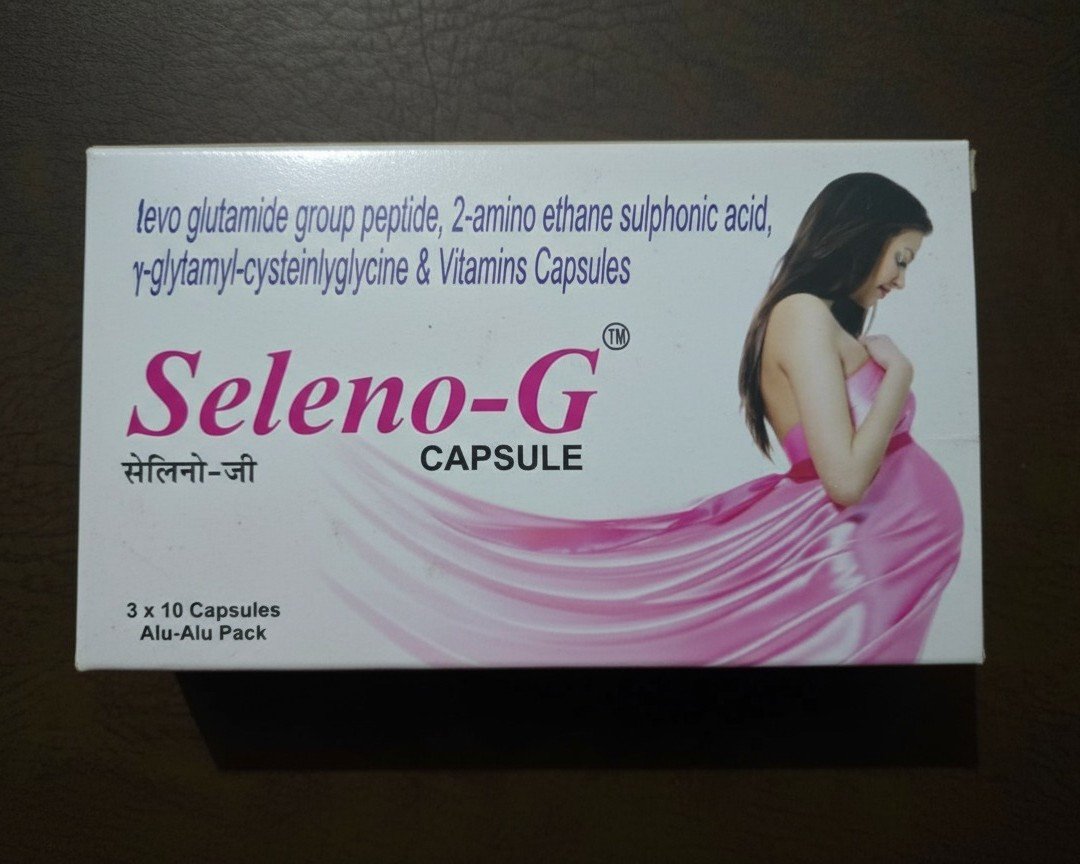 levo glutamide group peptide, 2-amino ethane sulphonic acid,
γ-glytamyl-cysteinlyglycine & Vitamins Capsules
Seleno-G™
CAPSULE
सेलिनो-जी
3 x 10 Capsules
Alu-Alu Pack